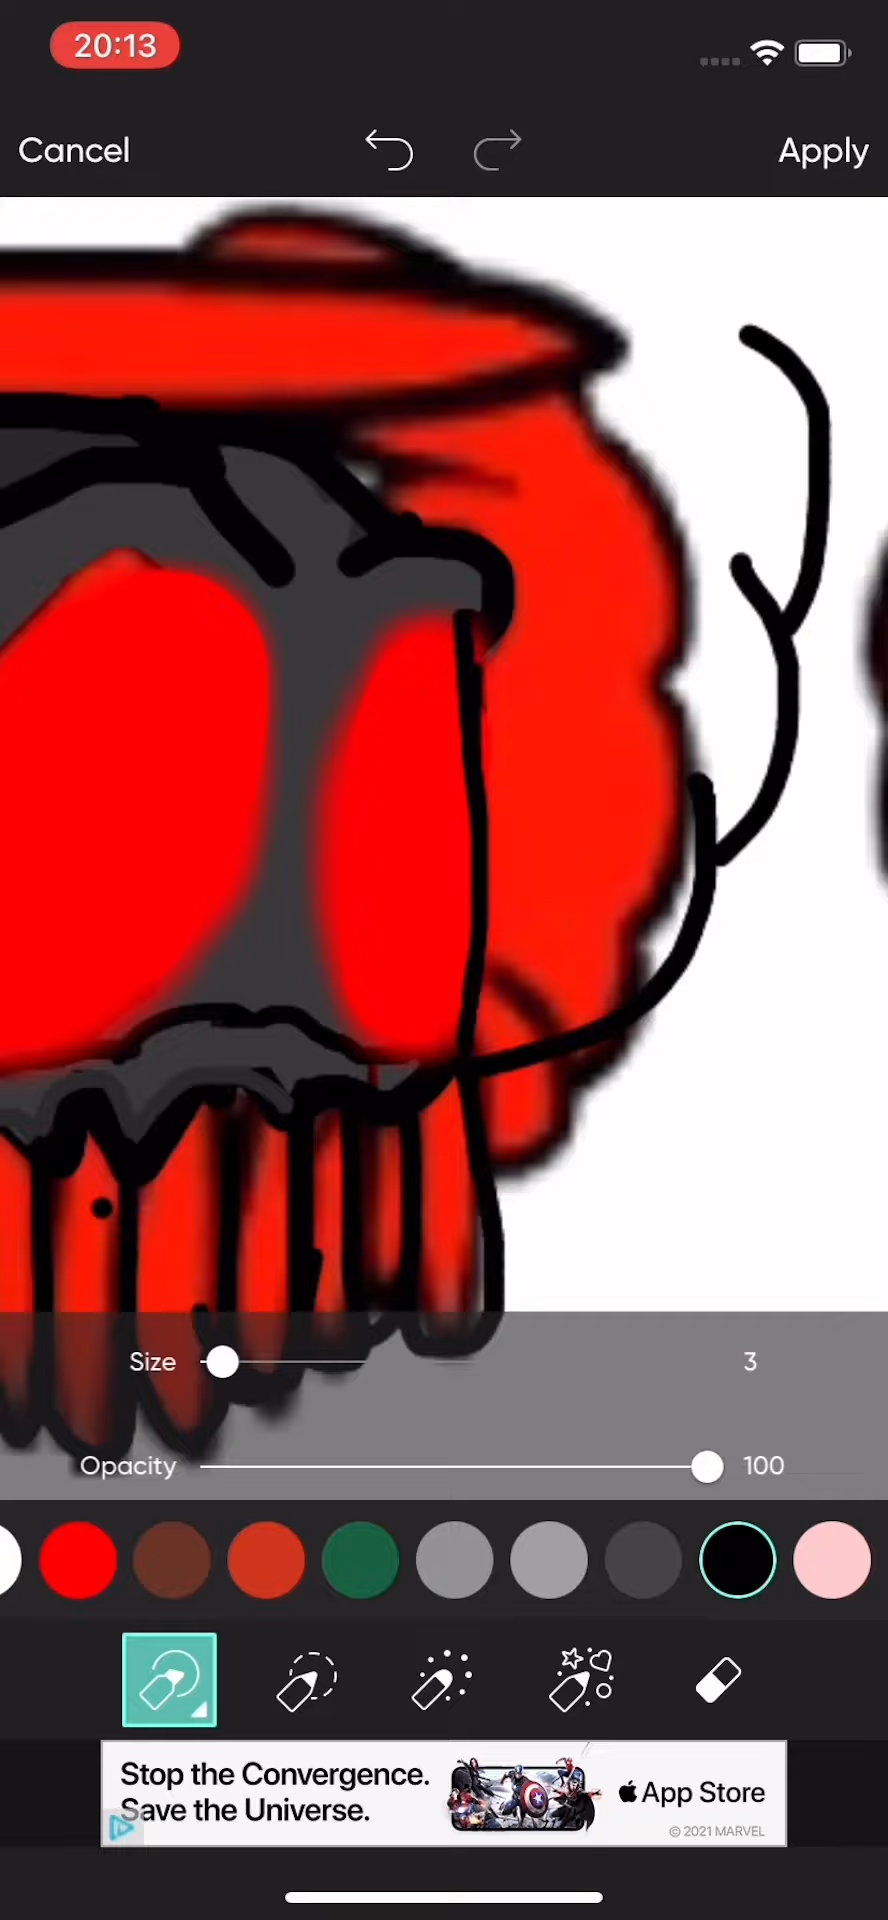 20:13
Cancel
Apply
Size 3
Opacity 100
Stop the Convergence.
Save the Universe.
App Store
© 2021 MARVEL